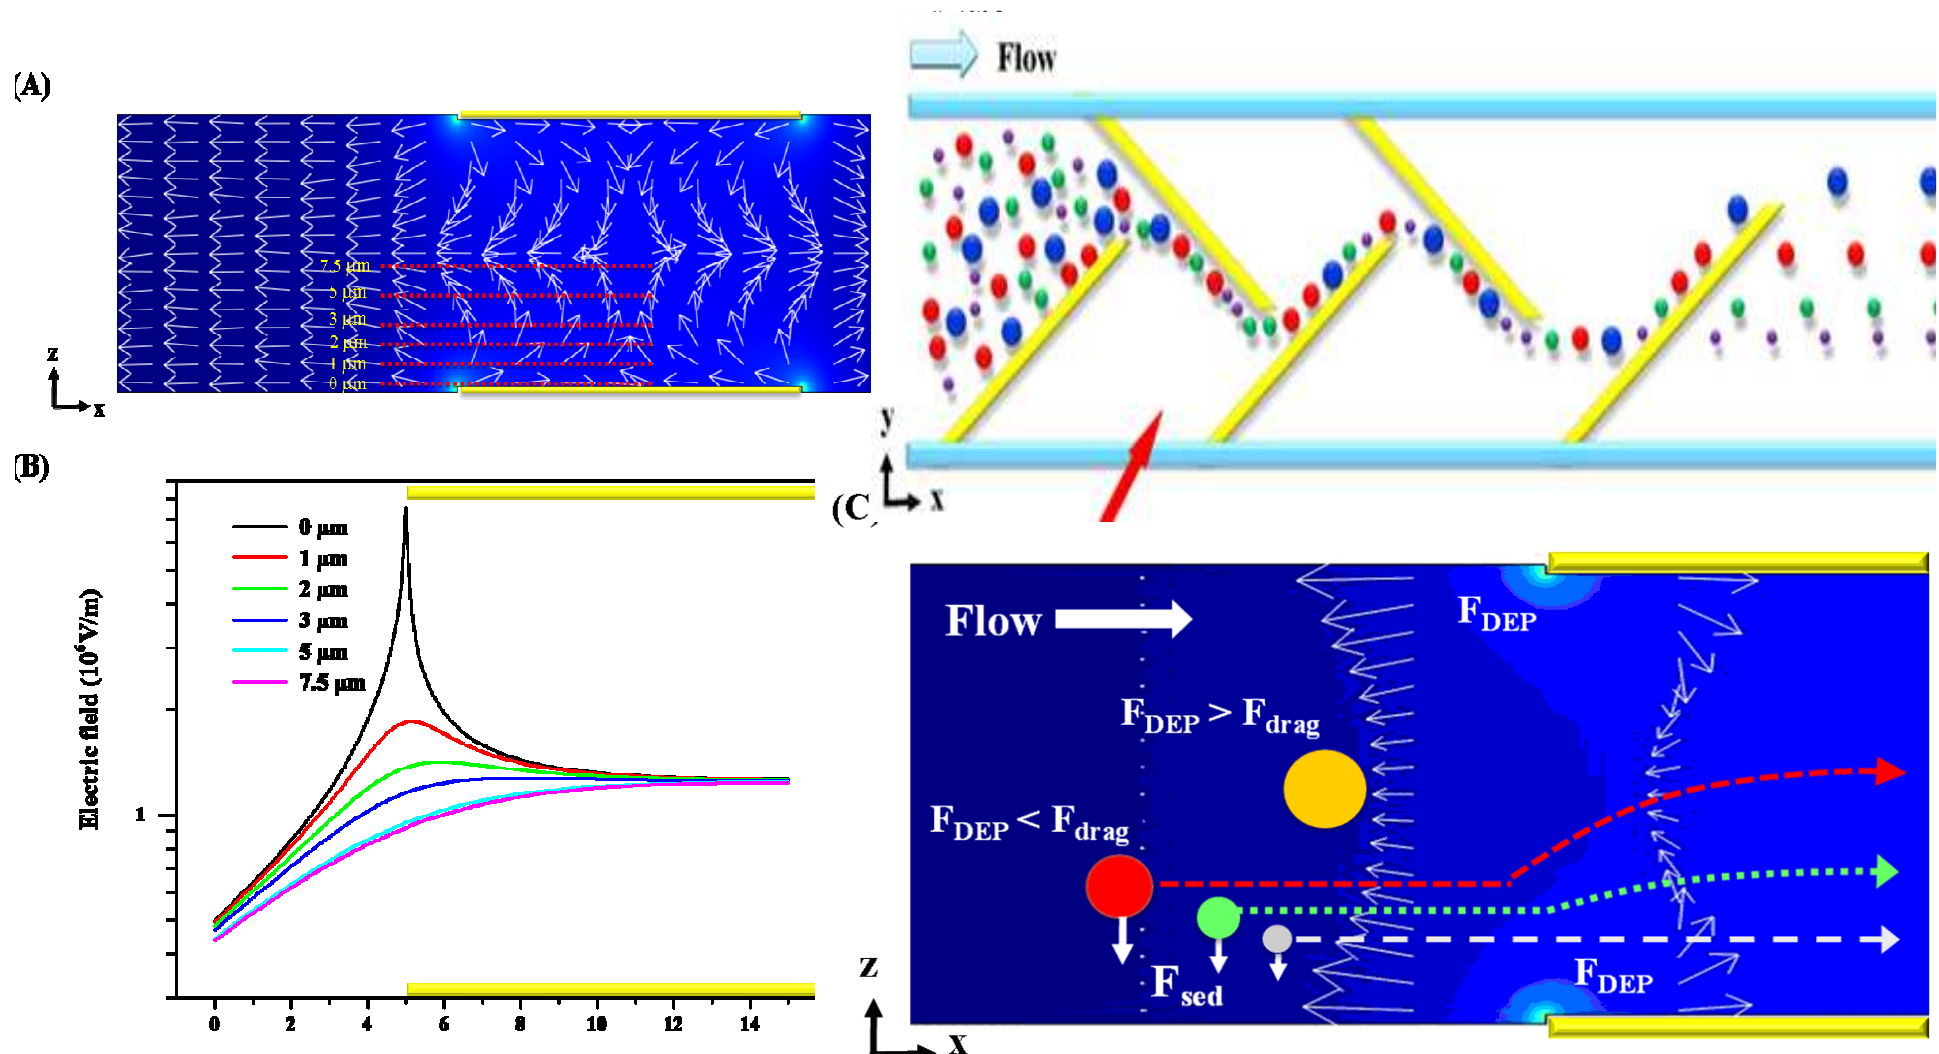 (A)
7.5 μm
5 μm
3 μm
2 μm
1 μm
0 μm
z
x
Flow
y
x
(B)
0 μm
1 μm
2 μm
3 μm
5 μm
7.5 μm
Electric field (10⁶V/m)
1
0 2 4 6 8 10 12 14
(C)
Flow
F_DEP
F_DEP > F_drag
F_DEP < F_drag
F_sed
F_DEP
z
x